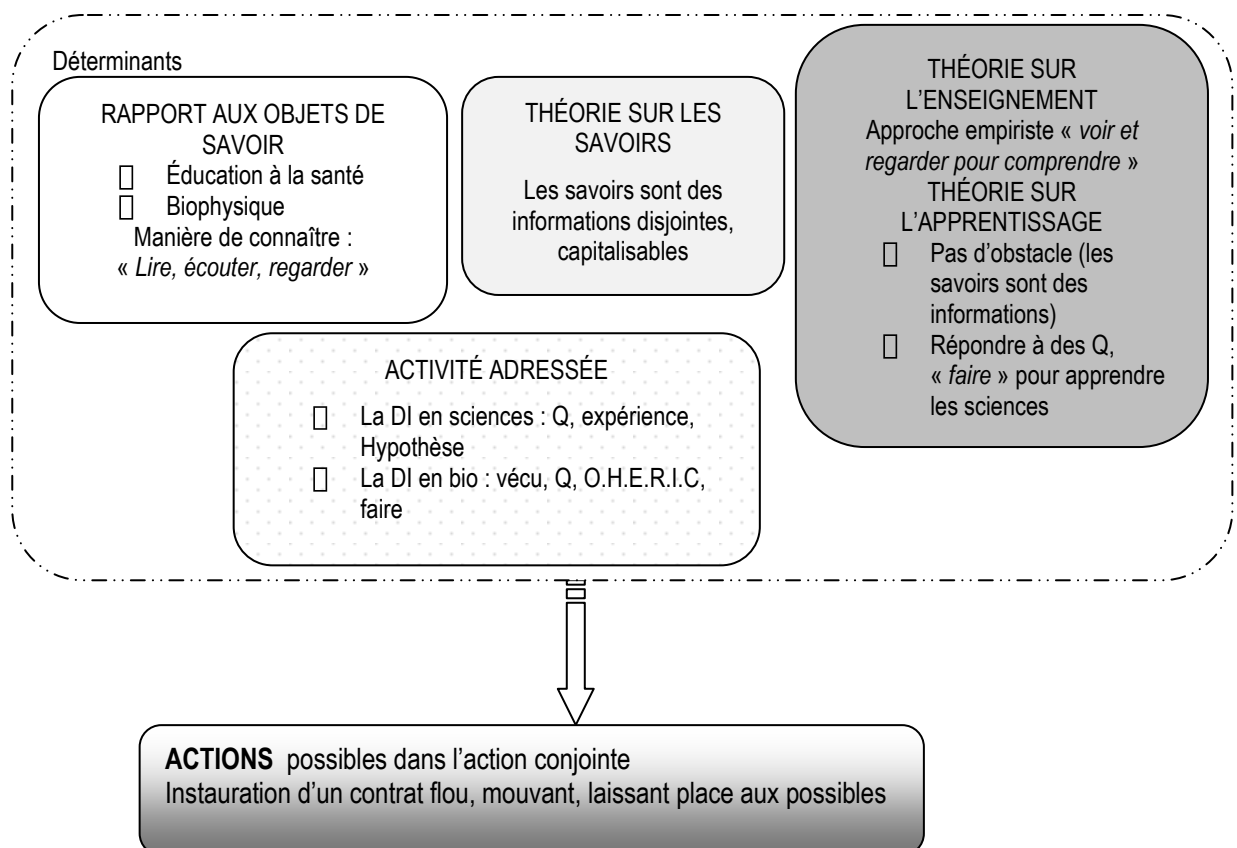 Déterminants
RAPPORT AUX OBJETS DE
SAVOIR
Éducation à la santé
Biophysique
Manière de connaître :
« Lire, écouter, regarder »
THÉORIE SUR LES
SAVOIRS
Les savoirs sont des
informations disjointes,
capitalisables
THÉORIE SUR
L’ENSEIGNEMENT
Approche empiriste « voir et
regarder pour comprendre »
THÉORIE SUR
L’APPRENTISSAGE
Pas d’obstacle (les
savoirs sont des
informations)
Répondre à des Q,
« faire » pour apprendre
les sciences
ACTIVITÉ ADRESSÉE
La DI en sciences : Q, expérience,
Hypothèse
La DI en bio : vécu, Q, O.H.E.R.I.C,
faire
ACTIONS possibles dans l’action conjointe
Instauration d’un contrat flou, mouvant, laissant place aux possibles